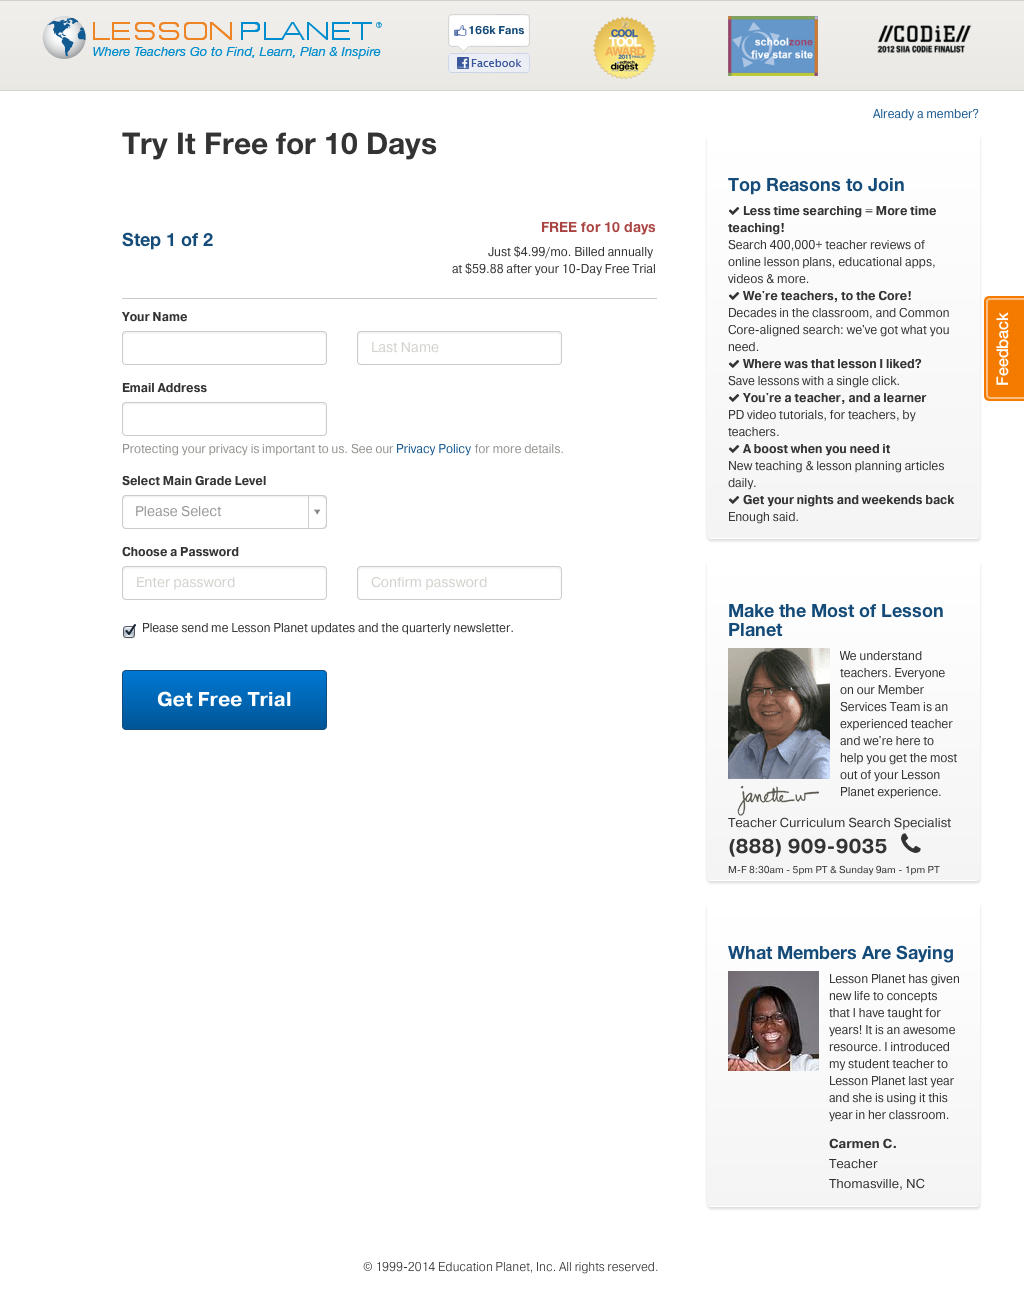 LESSON PLANET®
Where Teachers Go to Find, Learn, Plan & Inspire
166k Fans
Facebook
COOL
TOOL
AWARD
2011
digest
schoolzone
five star site
//CODiE//
2012 SIIA CODIE FINALIST
Already a member?
Try It Free for 10 Days
Step 1 of 2
FREE for 10 days
Just $4.99/mo. Billed annually
at $59.88 after your 10-Day Free Trial
Your Name
Last Name
Email Address
Protecting your privacy is important to us. See our Privacy Policy for more details.
Select Main Grade Level
Please Select
Choose a Password
Enter password
Confirm password
Please send me Lesson Planet updates and the quarterly newsletter.
Get Free Trial
Top Reasons to Join
✔ Less time searching = More time
teaching!
Search 400,000+ teacher reviews of
online lesson plans, educational apps,
videos & more.
✔ We're teachers, to the Core!
Decades in the classroom, and Common
Core-aligned search: we've got what you
need.
✔ Where was that lesson I liked?
Save lessons with a single click.
✔ You're a teacher, and a learner
PD video tutorials, for teachers, by
teachers.
✔ A boost when you need it
New teaching & lesson planning articles
daily.
✔ Get your nights and weekends back
Enough said.
Feedback
Make the Most of Lesson
Planet
We understand
teachers. Everyone
on our Member
Services Team is an
experienced teacher
and we're here to
help you get the most
out of your Lesson
Planet experience.
janette w
Teacher Curriculum Search Specialist
(888) 909-9035
M-F 8:30am - 5pm PT & Sunday 9am - 1pm PT
What Members Are Saying
Lesson Planet has given
new life to concepts
that I have taught for
years! It is an awesome
resource. I introduced
my student teacher to
Lesson Planet last year
and she is using it this
year in her classroom.
Carmen C.
Teacher
Thomasville, NC
© 1999-2014 Education Planet, Inc. All rights reserved.